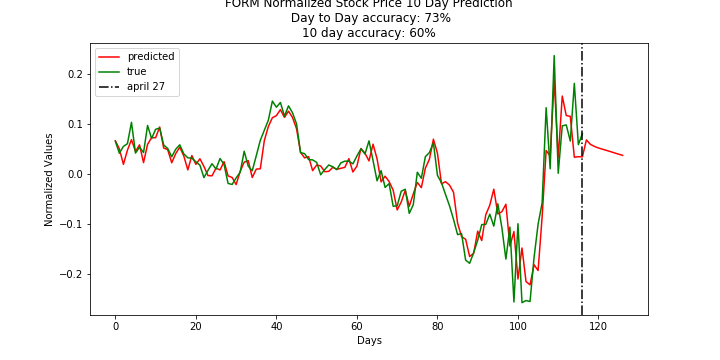 FORM Normalized Stock Price 10 Day Prediction
Day to Day accuracy: 73%
10 day accuracy: 60%
predicted
true
april 27
Normalized Values
0.2
0.1
0.0
−0.1
−0.2
0
20
40
60
80
100
120
Days